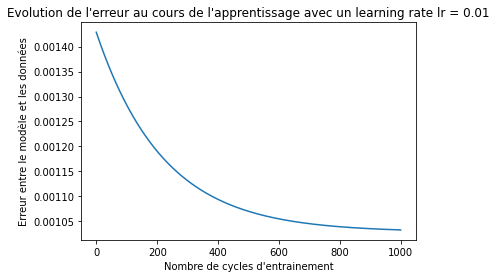 Evolution de l'erreur au cours de l'apprentissage avec un learning rate lr = 0.01
Erreur entre le modèle et les données
0.00140
0.00135
0.00130
0.00125
0.00120
0.00115
0.00110
0.00105
0 200 400 600 800 1000
Nombre de cycles d'entrainement